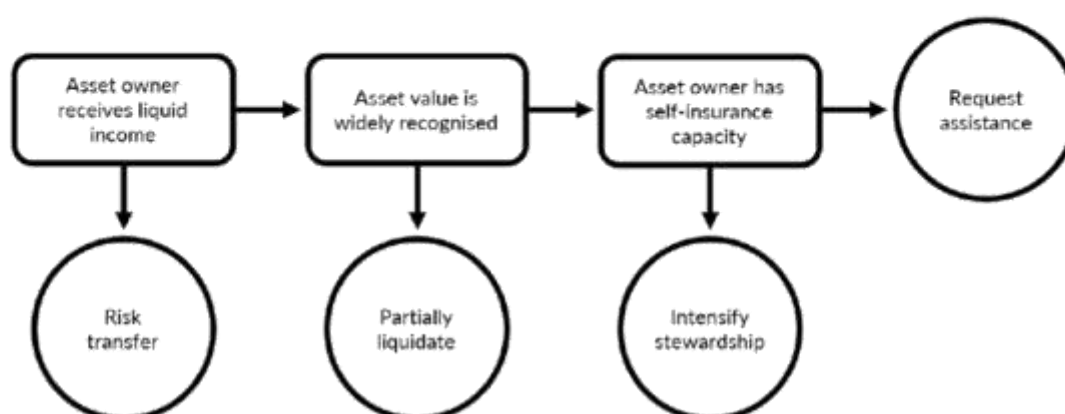 Asset owner
receives liquid
income
Asset value is
widely recognised
Asset owner has
self-insurance
capacity
Request
assistance
Risk
transfer
Partially
liquidate
Intensify
stewardship